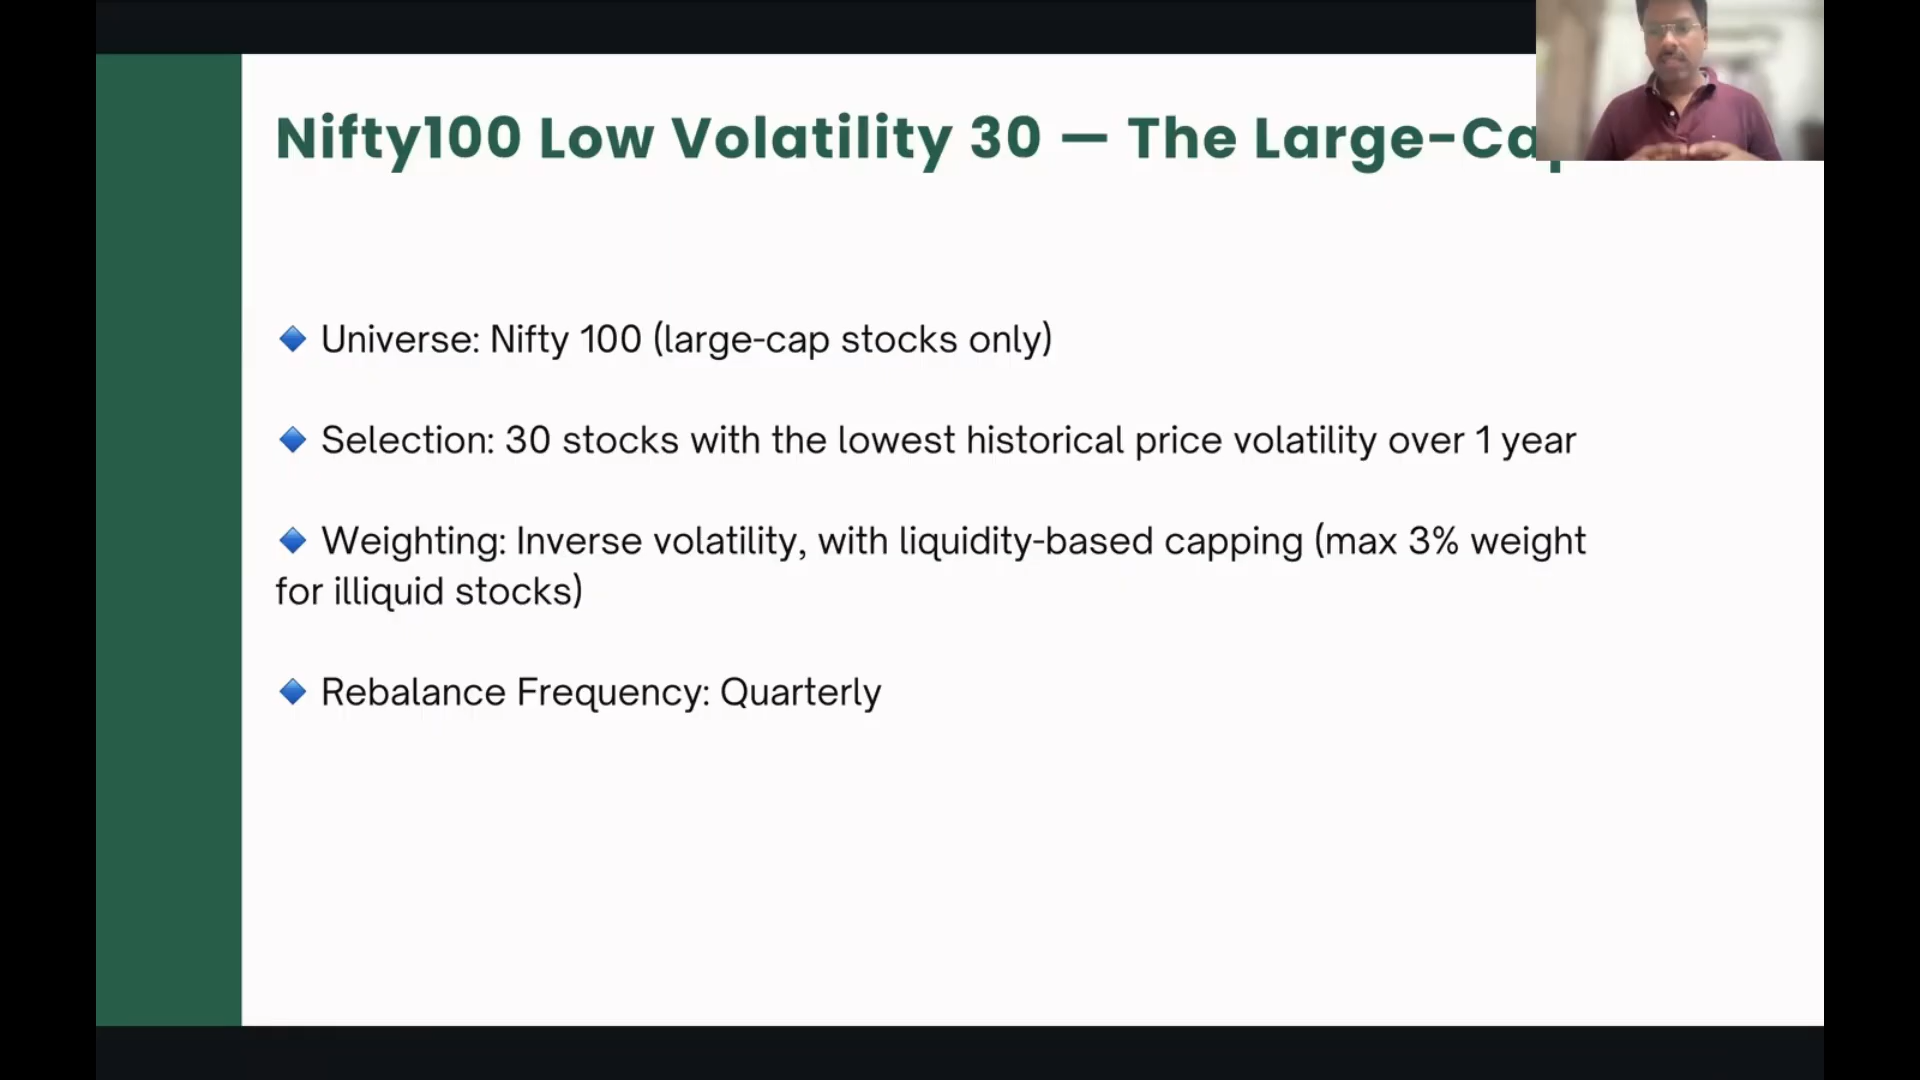 Nifty100 Low Volatility 30 — The Large-Cap
🔹 Universe: Nifty 100 (large-cap stocks only)
🔹 Selection: 30 stocks with the lowest historical price volatility over 1 year
🔹 Weighting: Inverse volatility, with liquidity-based capping (max 3% weight
for illiquid stocks)
🔹 Rebalance Frequency: Quarterly